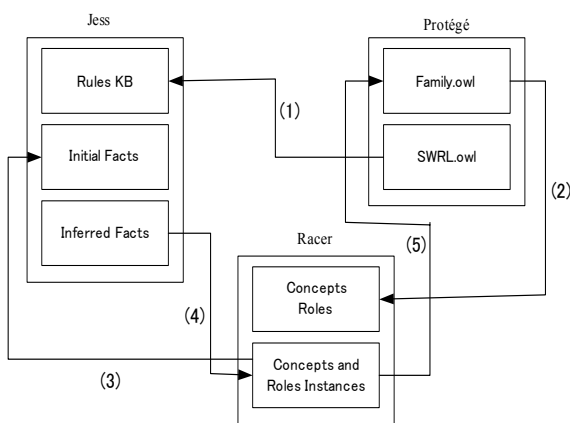 Jess
Protégé
Rules KB
Family.owl
(1)
Initial Facts
SWRL.owl
(2)
Inferred Facts
Racer
(5)
Concepts
Roles
(4)
Concepts and
Roles Instances
(3)